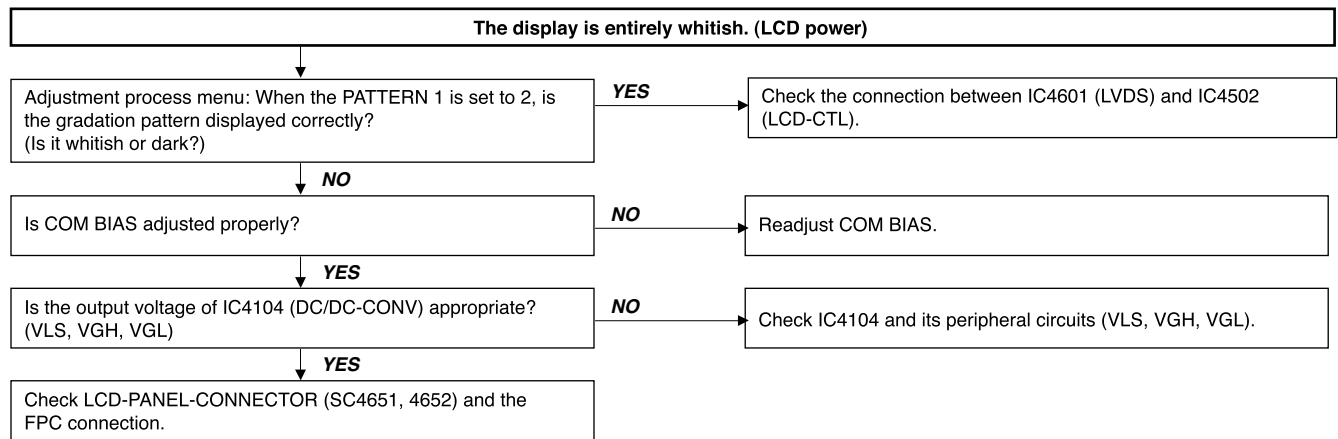 The display is entirely whitish. (LCD power)
Adjustment process menu: When the PATTERN 1 is set to 2, is
the gradation pattern displayed correctly?
(Is it whitish or dark?)
YES
Check the connection between IC4601 (LVDS) and IC4502
(LCD-CTL).
NO
Is COM BIAS adjusted properly?
NO
Readjust COM BIAS.
YES
Is the output voltage of IC4104 (DC/DC-CONV) appropriate?
(VLS, VGH, VGL)
NO
Check IC4104 and its peripheral circuits (VLS, VGH, VGL).
YES
Check LCD-PANEL-CONNECTOR (SC4651, 4652) and the
FPC connection.